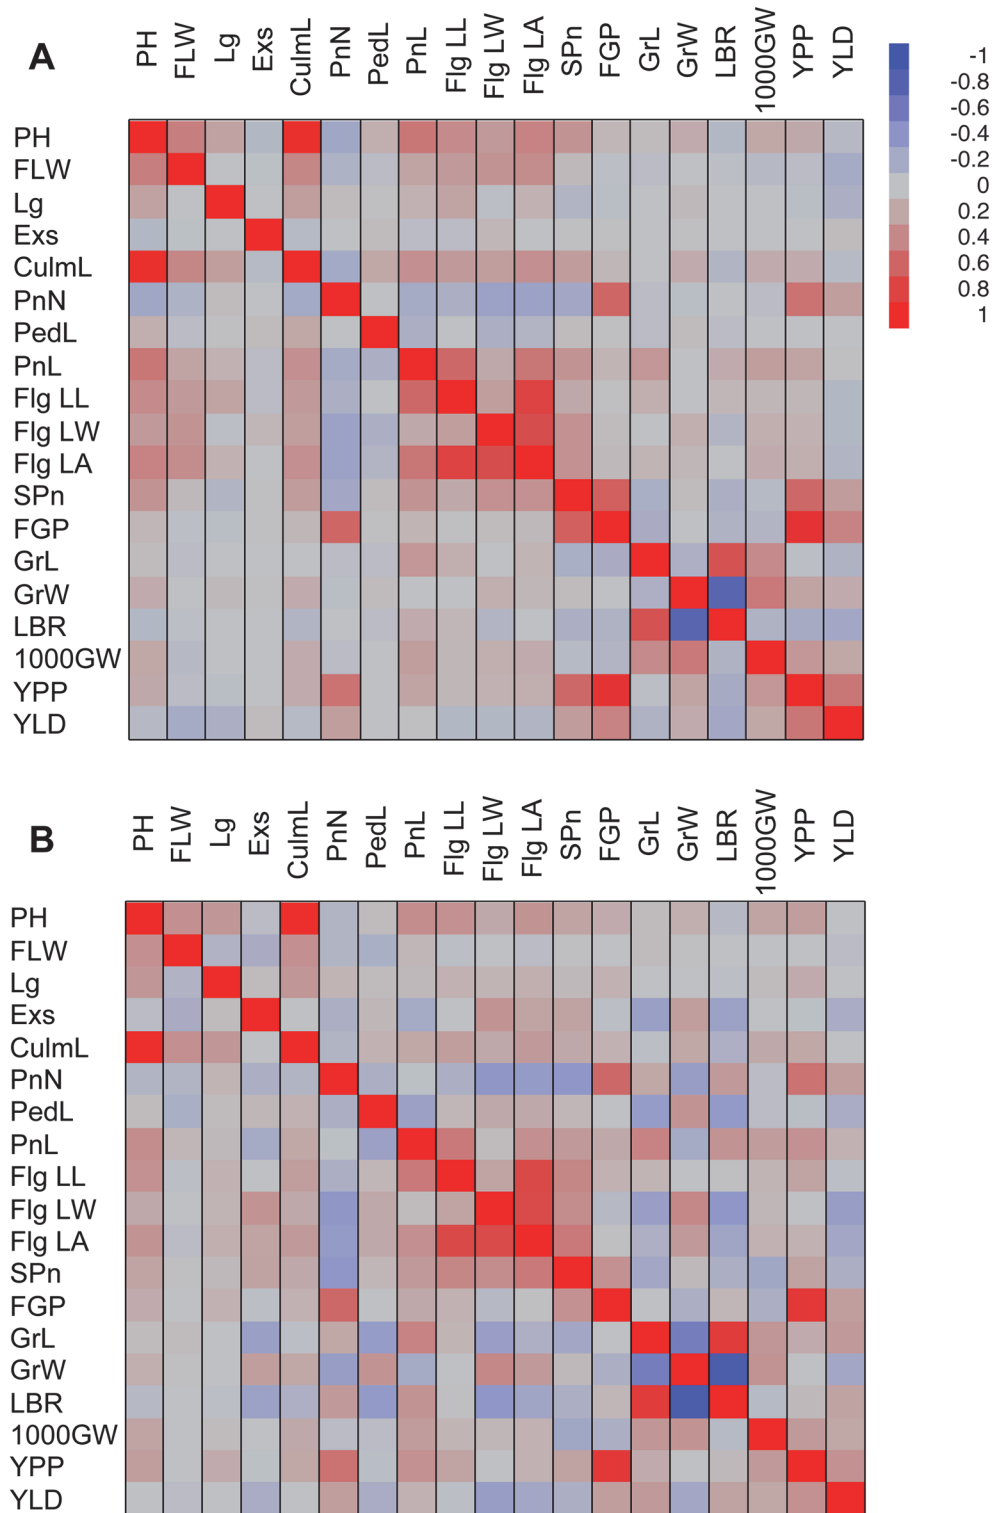 A
PH FLW Lg Exs CulmL PnN PedL PnL Flg LL Flg LW Flg LA SPn FGP GrL GrW LBR 1000GW YPP YLD
-1
-0.8
-0.6
-0.4
-0.2
0
0.2
0.4
0.6
0.8
1
PH
FLW
Lg
Exs
CulmL
PnN
PedL
PnL
Flg LL
Flg LW
Flg LA
SPn
FGP
GrL
GrW
LBR
1000GW
YPP
YLD
B
PH FLW Lg Exs CulmL PnN PedL PnL Flg LL Flg LW Flg LA SPn FGP GrL GrW LBR 1000GW YPP YLD
PH
FLW
Lg
Exs
CulmL
PnN
PedL
PnL
Flg LL
Flg LW
Flg LA
SPn
FGP
GrL
GrW
LBR
1000GW
YPP
YLD